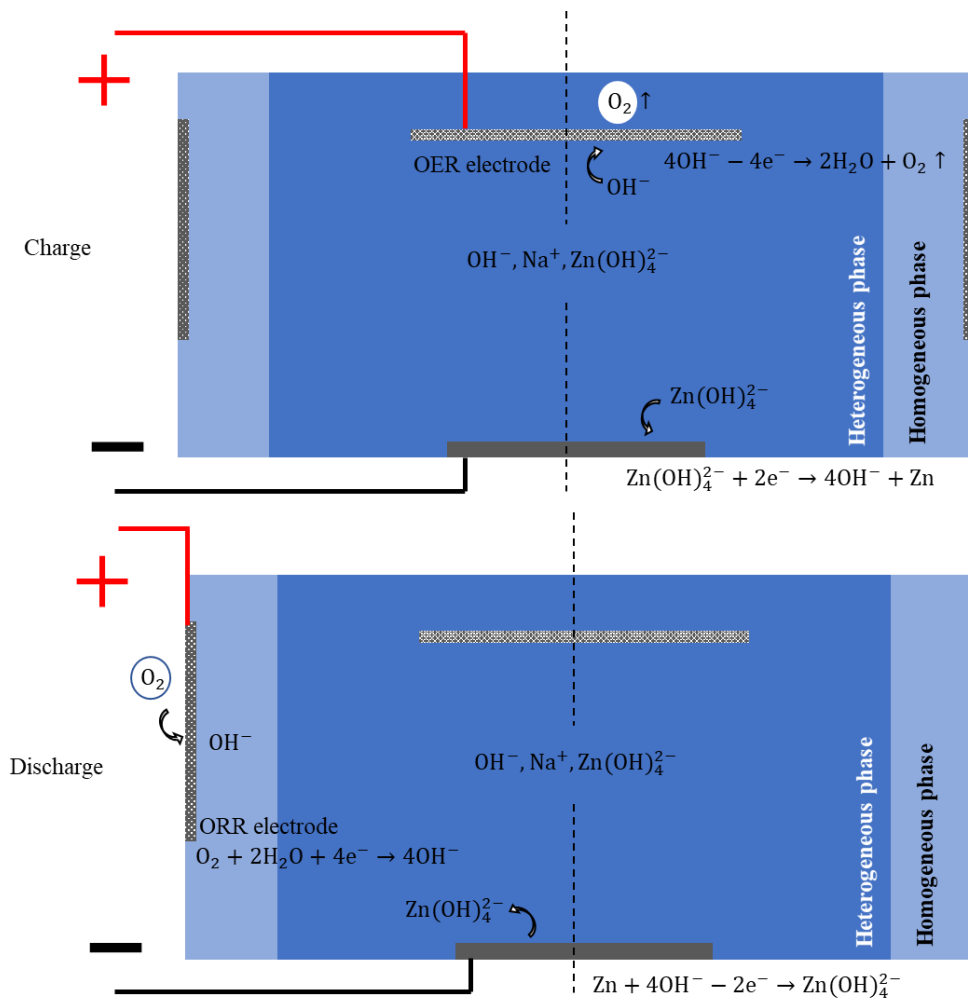 +
O₂ ↑
OER electrode
4OH⁻ − 4e⁻ → 2H₂O + O₂ ↑
OH⁻
Charge
OH⁻, Na⁺, Zn(OH)₄²⁻
Heterogeneous phase
Homogeneous phase
Zn(OH)₄²⁻
−
Zn(OH)₄²⁻ + 2e⁻ → 4OH⁻ + Zn
+
O₂
OH⁻
Discharge
OH⁻, Na⁺, Zn(OH)₄²⁻
Heterogeneous phase
Homogeneous phase
ORR electrode
O₂ + 2H₂O + 4e⁻ → 4OH⁻
Zn(OH)₄²⁻
−
Zn + 4OH⁻ − 2e⁻ → Zn(OH)₄²⁻